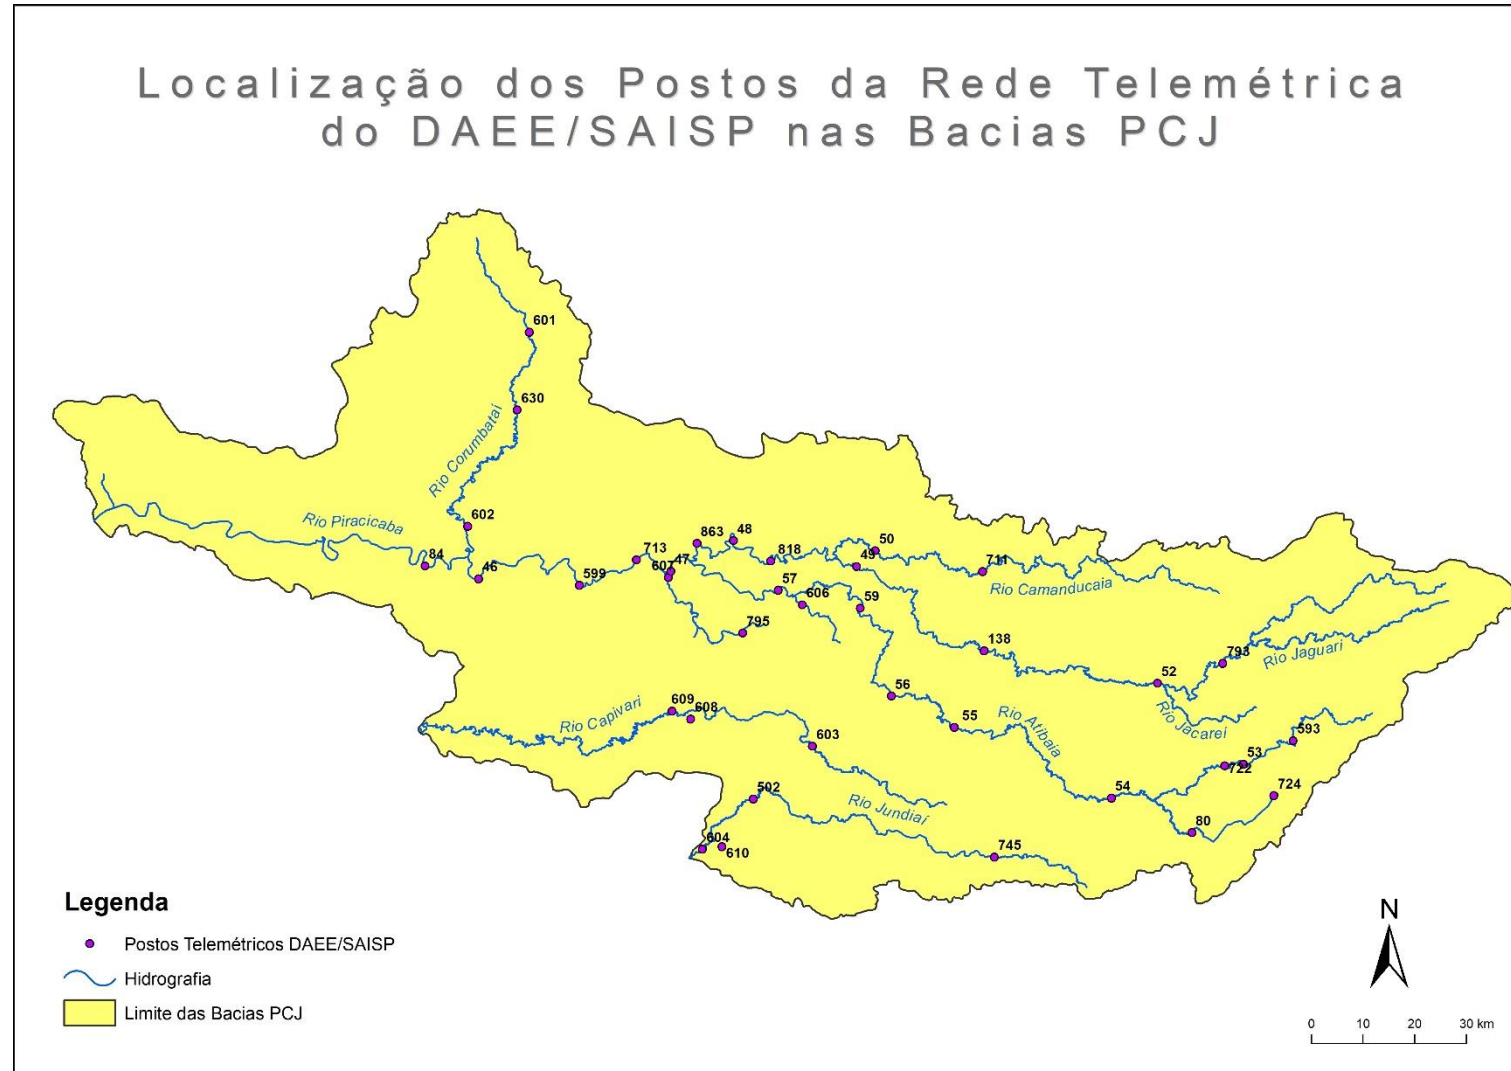 Localização dos Postos da Rede Telemétrica
do DAEE/SAISP nas Bacias PCJ
601
630
Rio Corumbataí
602
Rio Piracicaba
84
46
599
713
607
47
863
48
818
50
49
711
Rio Camanducaia
57
606
59
795
138
793
Rio Jaguari
52
Rio Jacareí
56
55
Rio Atibaia
593
53
722
724
54
80
609
608
Rio Capivari
603
502
Rio Jundiaí
604
610
745
Legenda
Postos Telemétricos DAEE/SAISP
Hidrografia
Limite das Bacias PCJ
N
0 10 20 30 km